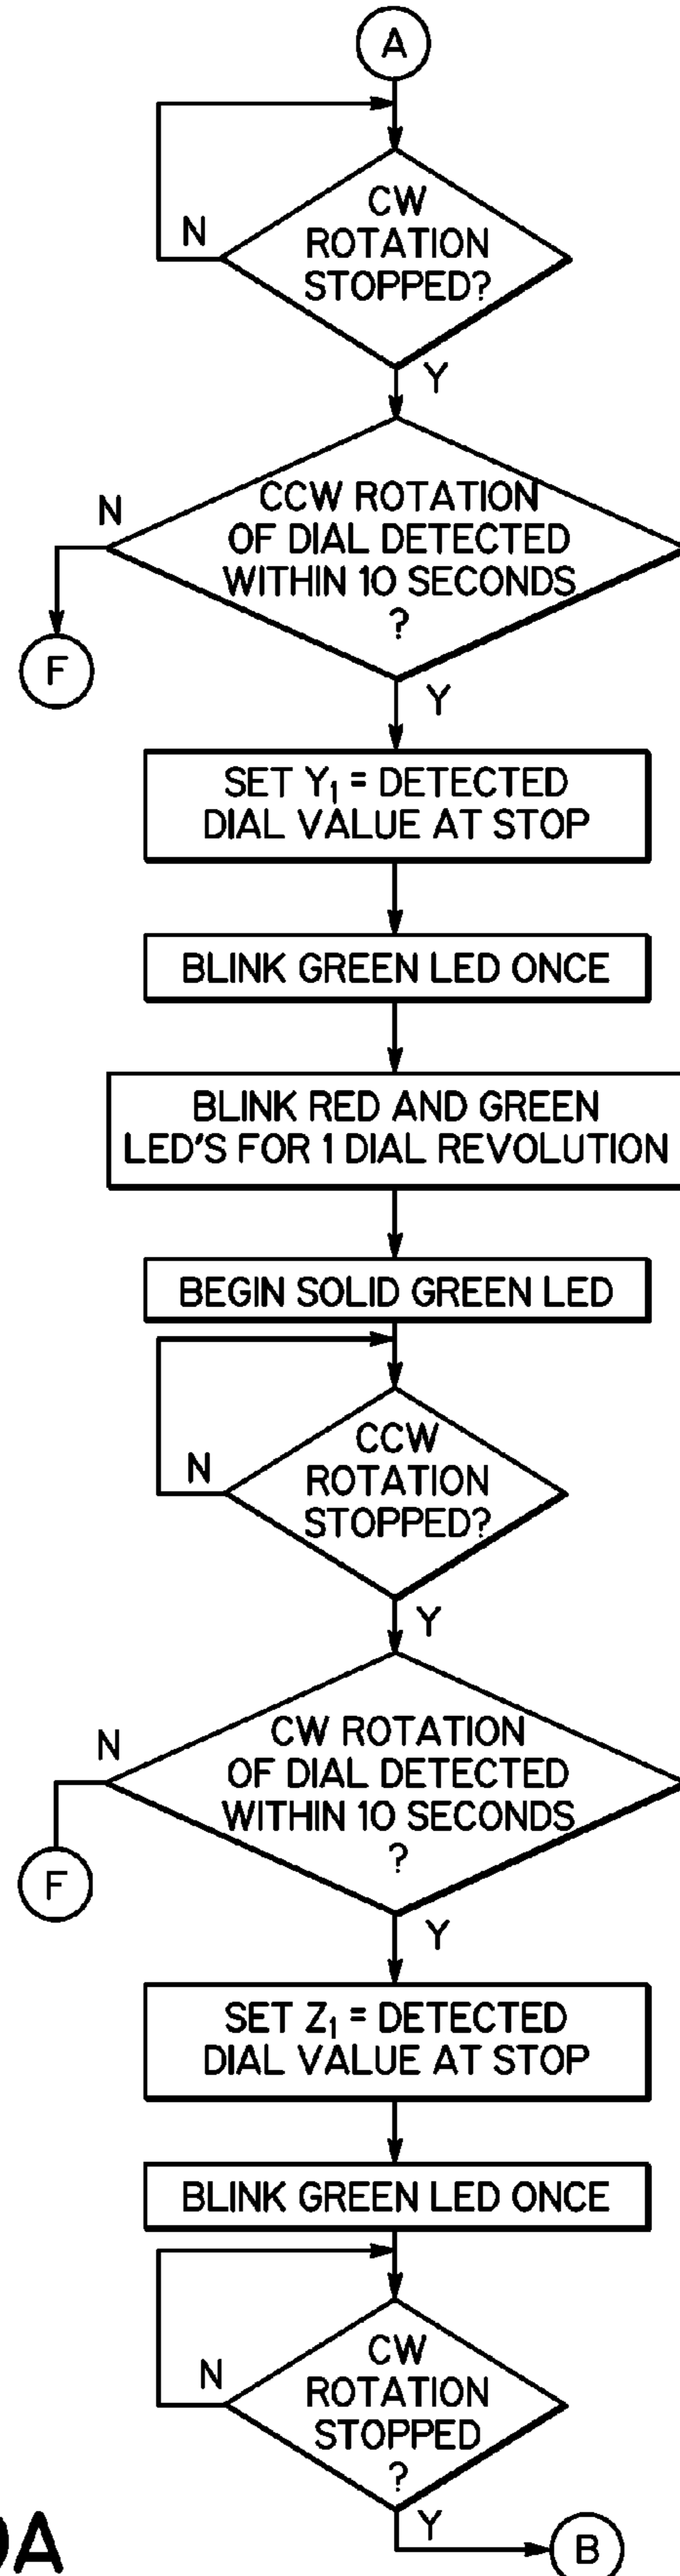 A
CW
ROTATION
STOPPED?
N
Y
CCW ROTATION
OF DIAL DETECTED
WITHIN 10 SECONDS
?
N
F
Y
SET Y₁ = DETECTED
DIAL VALUE AT STOP
BLINK GREEN LED ONCE
BLINK RED AND GREEN
LED'S FOR 1 DIAL REVOLUTION
BEGIN SOLID GREEN LED
CCW
ROTATION
STOPPED?
N
Y
CW ROTATION
OF DIAL DETECTED
WITHIN 10 SECONDS
?
N
F
Y
SET Z₁ = DETECTED
DIAL VALUE AT STOP
BLINK GREEN LED ONCE
CW
ROTATION
STOPPED
?
N
Y
B
A